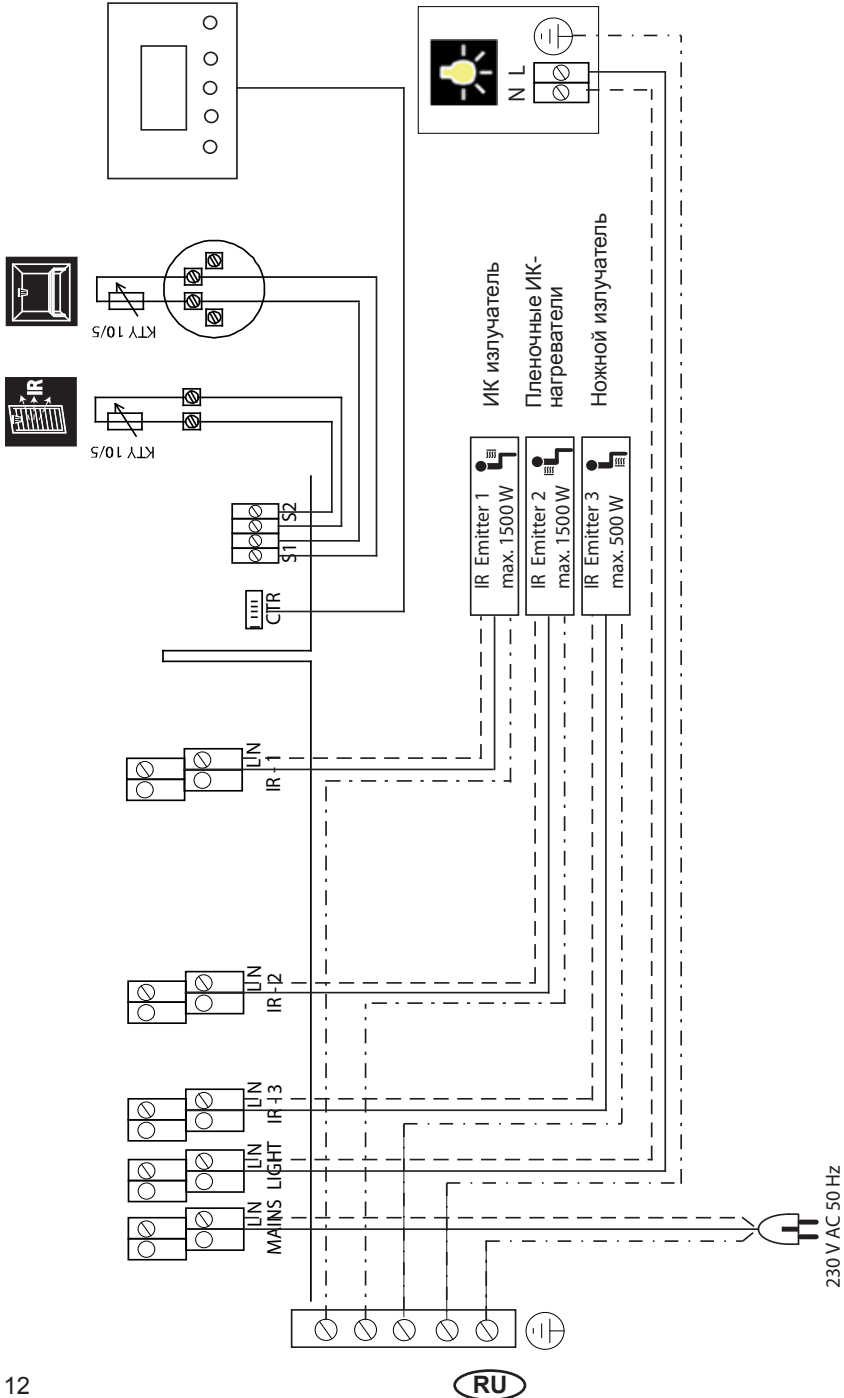 12
RU
KTY 10/5
KTY 10/5
IR
N L
S1
S2
CTR
ИК излучатель
Пленочные ИК-
нагреватели
Ножной излучатель
IR Emitter 1
max. 1500 W
IR Emitter 2
max. 1500 W
IR Emitter 3
max. 500 W
L N
IR - 1
L N
IR - 2
L N
IR - 3
L N
LIGHT
L N
MAINS
230 V AC 50 Hz